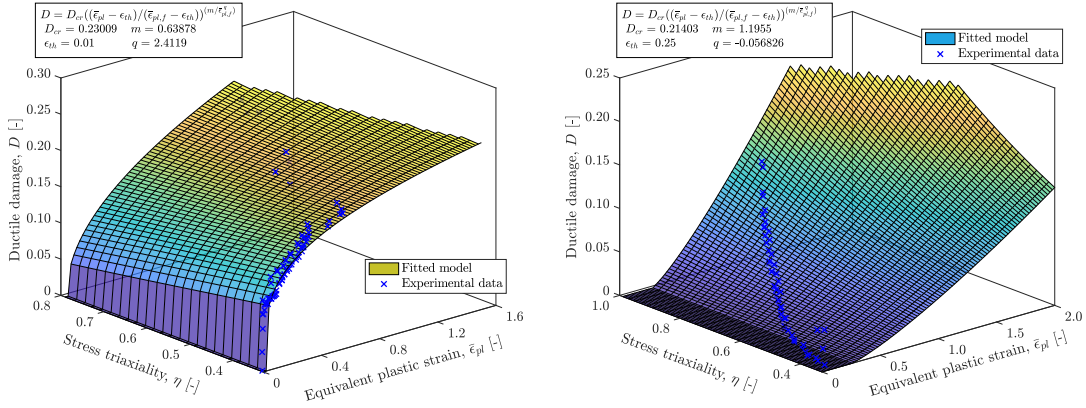 D = D_cr((ε̄_pl − ϵ_th)/(ε̄_pl,f − ϵ_th))^(m/ε̄_pl,f^q)
D_cr = 0.23009 m = 0.63878
ϵ_th = 0.01 q = 2.4119
0.30
0.25
0.20
0.15
0.10
0.05
0
Ductile damage, D [-]
0.8
0.7
0.6
0.5
0.4
Stress triaxiality, η [-]
0
0.4
0.8
1.2
1.6
Equivalent plastic strain, ϵ̄_pl [-]
Fitted model
Experimental data
D = D_cr((ε̄_pl − ϵ_th)/(ε̄_pl,f − ϵ_th))^(m/ε̄_pl,f^q)
D_cr = 0.21403 m = 1.1955
ϵ_th = 0.25 q = -0.056826
Fitted model
Experimental data
0.25
0.20
0.15
0.10
0.05
0
Ductile damage, D [-]
1.0
0.8
0.6
0.4
Stress triaxiality, η [-]
0
0.5
1.0
1.5
2.0
Equivalent plastic strain, ϵ̄_pl [-]